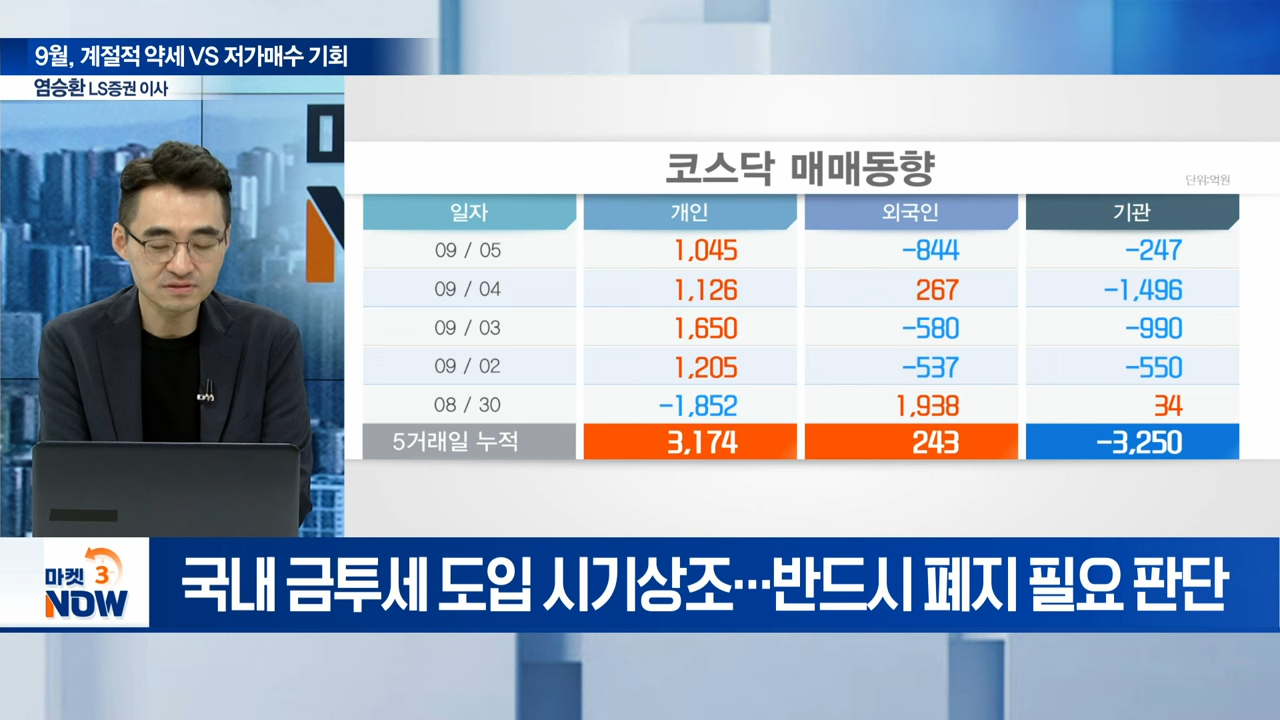 9월, 계절적 약세 VS 저가매수 기회
염승환 LS증권 이사
코스닥 매매동향
단위:억원
일자 개인 외국인 기관
09 / 05 1,045 -844 -247
09 / 04 1,126 267 -1,496
09 / 03 1,650 -580 -990
09 / 02 1,205 -537 -550
08 / 30 -1,852 1,938 34
5거래일 누적 3,174 243 -3,250
마켓 3
NOW
국내 금투세 도입 시기상조…반드시 폐지 필요 판단